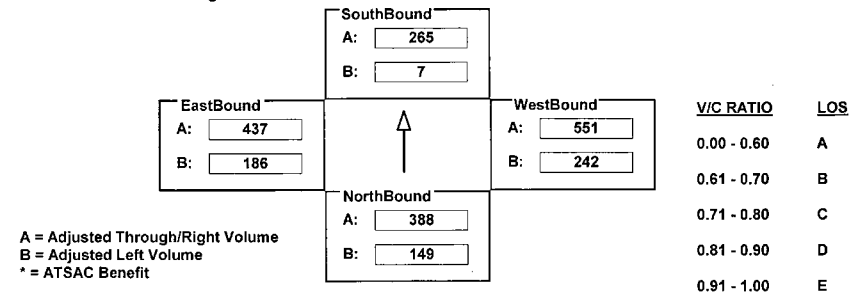 SouthBound
A: 265
B: 7
EastBound
A: 437
B: 186
WestBound
A: 551
B: 242
NorthBound
A: 388
B: 149
A = Adjusted Through/Right Volume
B = Adjusted Left Volume
* = ATSAC Benefit
V/C RATIO LOS
0.00 - 0.60 A
0.61 - 0.70 B
0.71 - 0.80 C
0.81 - 0.90 D
0.91 - 1.00 E